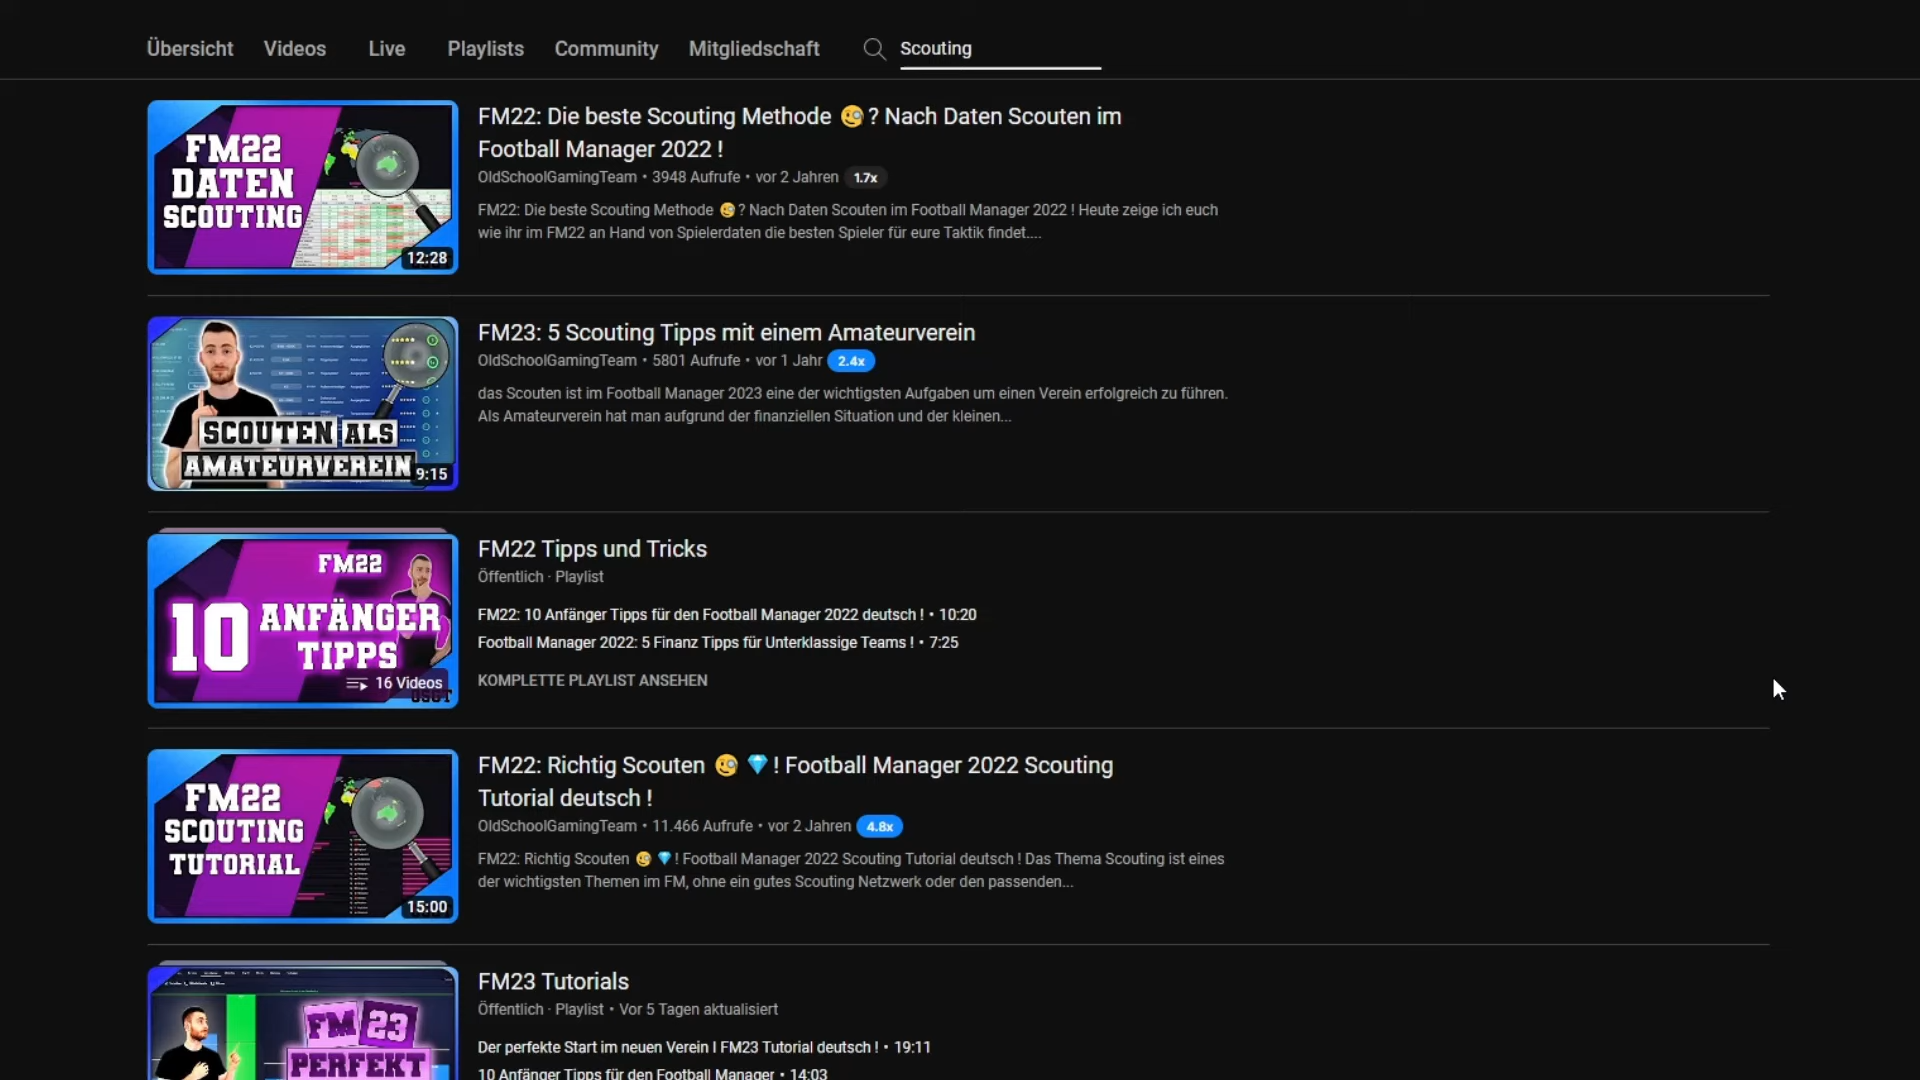 Übersicht Videos Live Playlists Community Mitgliedschaft Scouting
FM22
DATEN
SCOUTING
12:28
FM22: Die beste Scouting Methode 🧐 ? Nach Daten Scouten im
Football Manager 2022 !
OldSchoolGamingTeam • 3948 Aufrufe • vor 2 Jahren 1.7x
FM22: Die beste Scouting Methode 🧐 ? Nach Daten Scouten im Football Manager 2022 ! Heute zeige ich euch
wie ihr im FM22 an Hand von Spielerdaten die besten Spieler für eure Taktik findet....
SCOUTEN ALS
AMATEURVEREIN
9:15
FM23: 5 Scouting Tipps mit einem Amateurverein
OldSchoolGamingTeam • 5801 Aufrufe • vor 1 Jahr 2.4x
das Scouten ist im Football Manager 2023 eine der wichtigsten Aufgaben um einen Verein erfolgreich zu führen.
Als Amateurverein hat man aufgrund der finanziellen Situation und der kleinen...
FM22
10 ANFÄNGER
TIPPS
16 Videos
OSGT
FM22 Tipps und Tricks
Öffentlich · Playlist
FM22: 10 Anfänger Tipps für den Football Manager 2022 deutsch ! • 10:20
Football Manager 2022: 5 Finanz Tipps für Unterklassige Teams ! • 7:25
KOMPLETTE PLAYLIST ANSEHEN
FM22
SCOUTING
TUTORIAL
15:00
FM22: Richtig Scouten 🧐 💎 ! Football Manager 2022 Scouting
Tutorial deutsch !
OldSchoolGamingTeam • 11.466 Aufrufe • vor 2 Jahren 4.8x
FM22: Richtig Scouten 🧐 💎 ! Football Manager 2022 Scouting Tutorial deutsch ! Das Thema Scouting ist eines
der wichtigsten Themen im FM, ohne ein gutes Scouting Netzwerk oder den passenden...
FM 23
PERFEKT
FM23 Tutorials
Öffentlich · Playlist • Vor 5 Tagen aktualisiert
Der perfekte Start im neuen Verein I FM23 Tutorial deutsch ! • 19:11
10 Anfänger Tipps für den Football Manager • 14:03